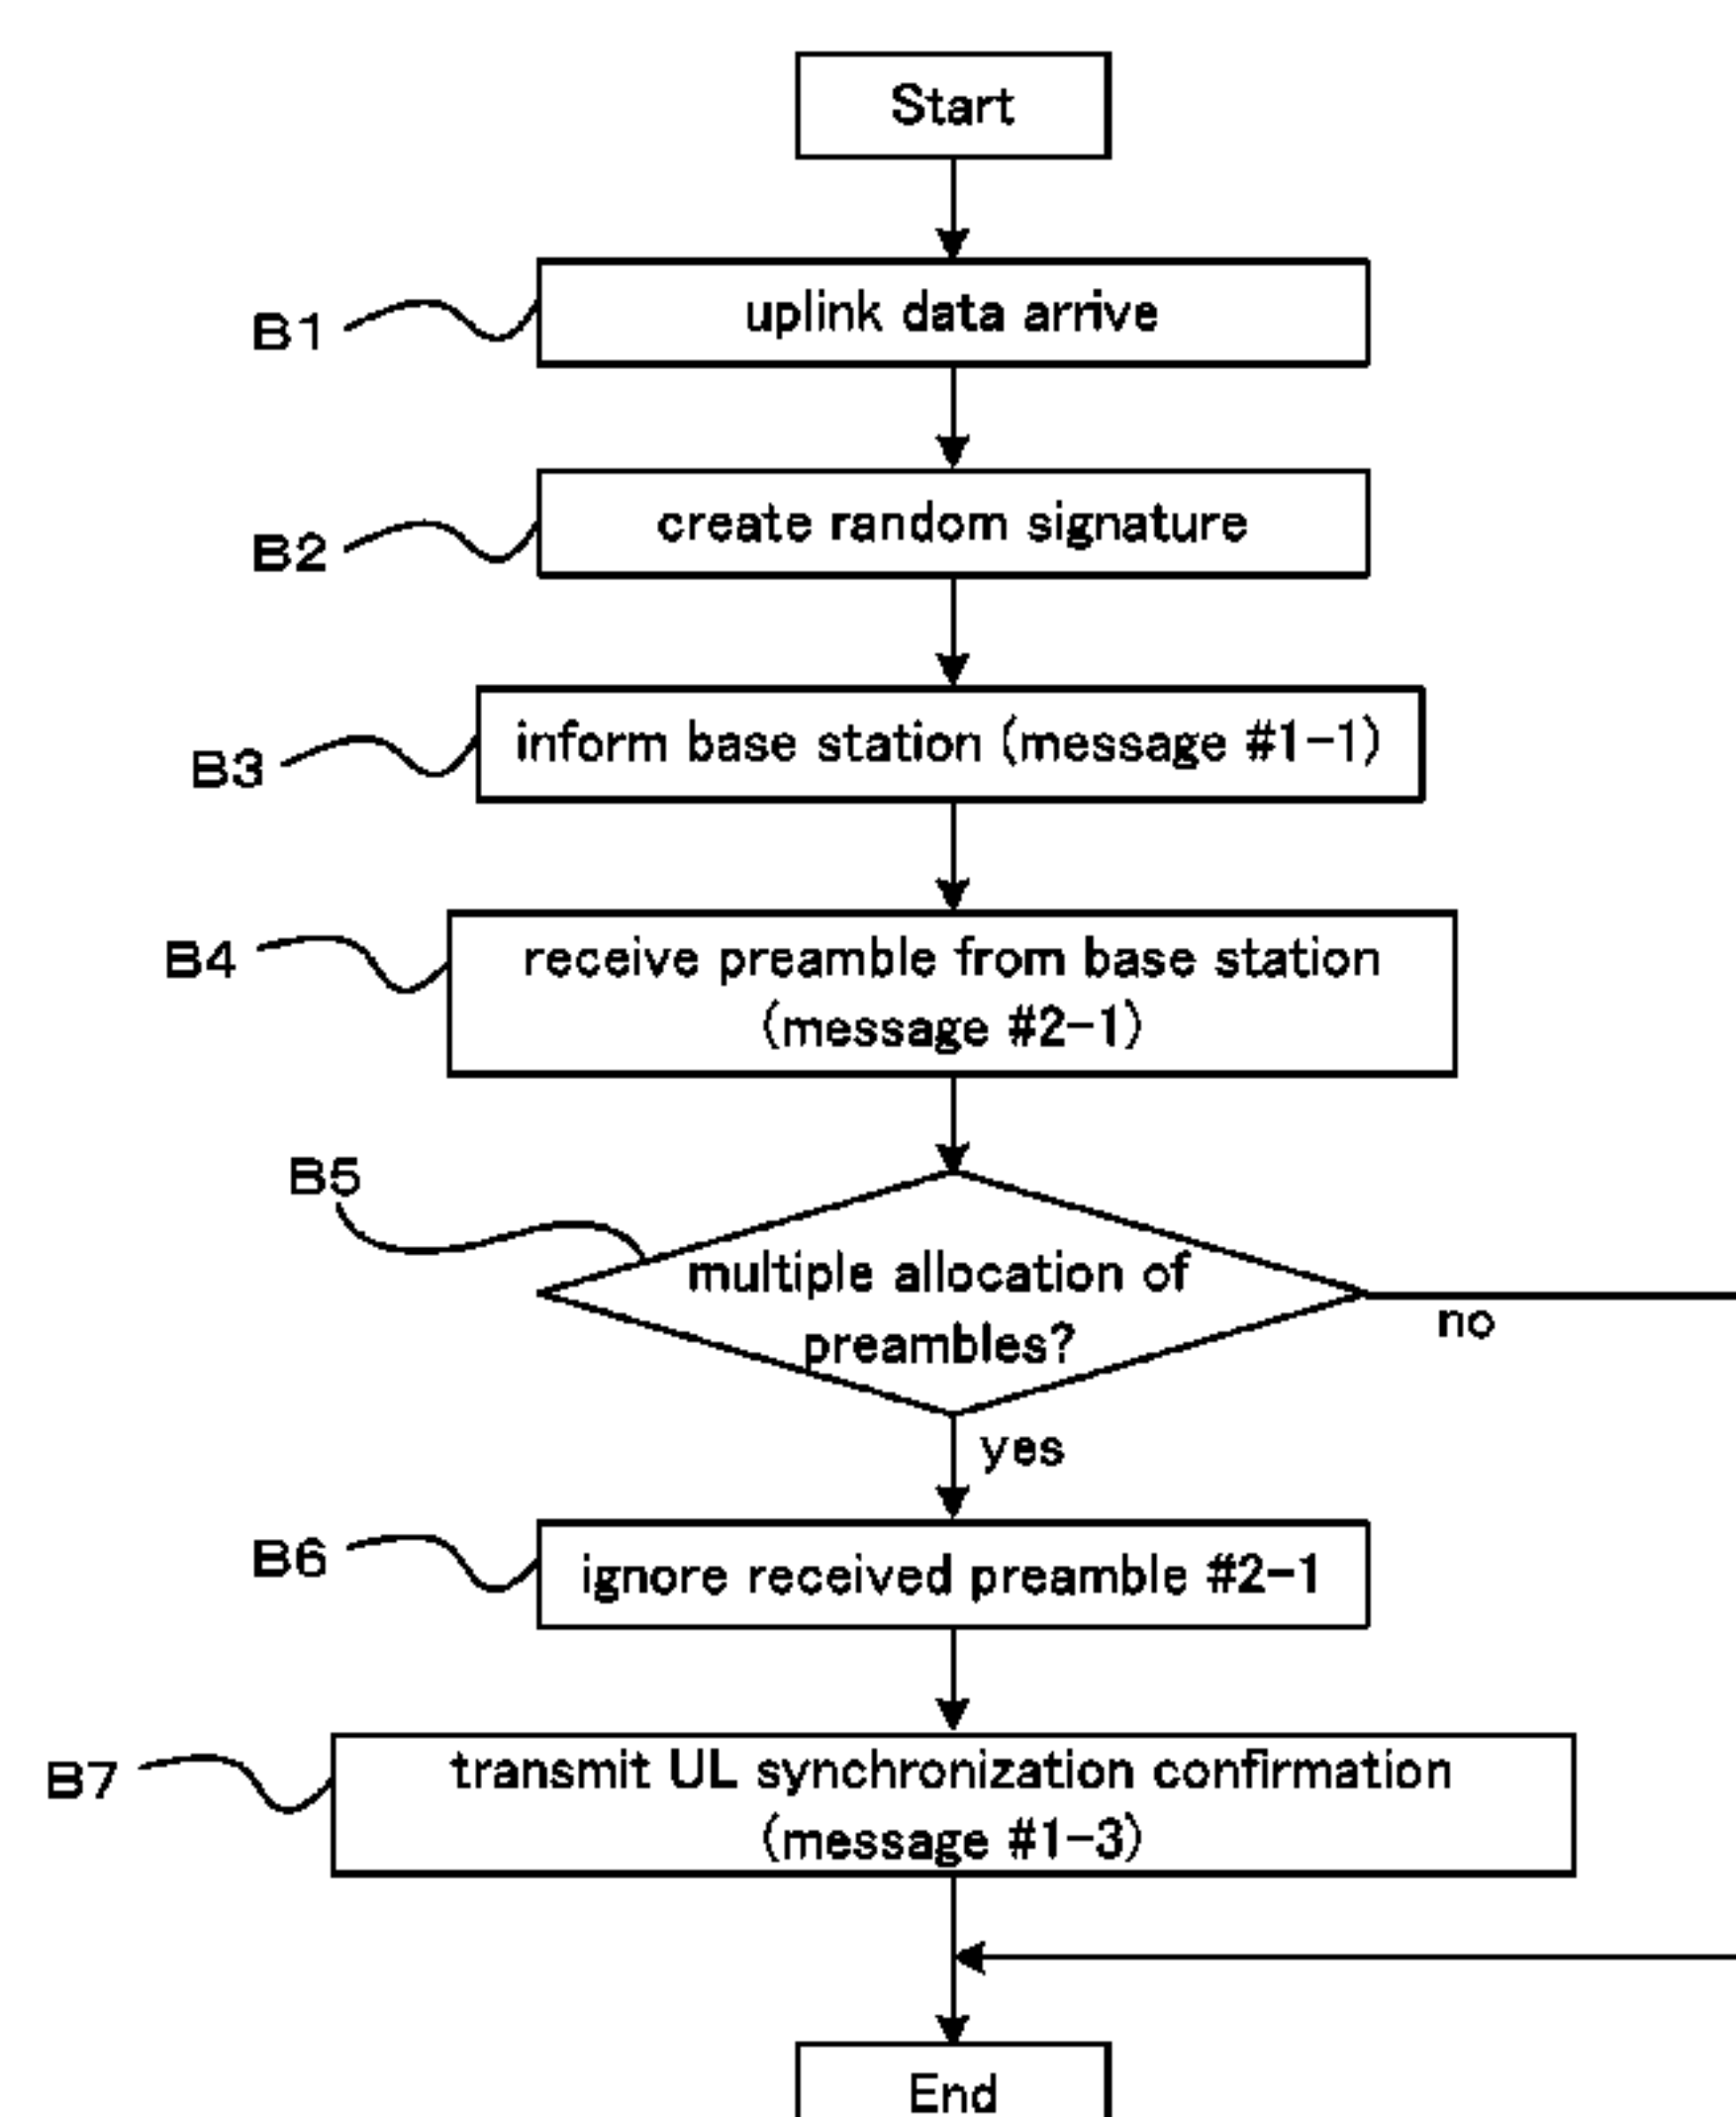 Start
B1
uplink data arrive
B2
create random signature
B3
inform base station (message #1-1)
B4
receive preamble from base station
(message #2-1)
B5
multiple allocation of
preambles?
no
yes
B6
ignore received preamble #2-1
B7
transmit UL synchronization confirmation
(message #1-3)
End